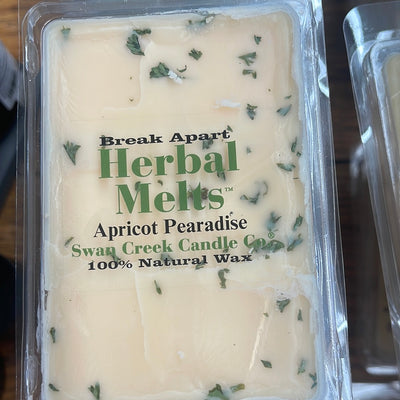 Break Apart
Herbal
Melts™
Apricot Pearadise
Swan Creek Candle Co.®
100% Natural Wax